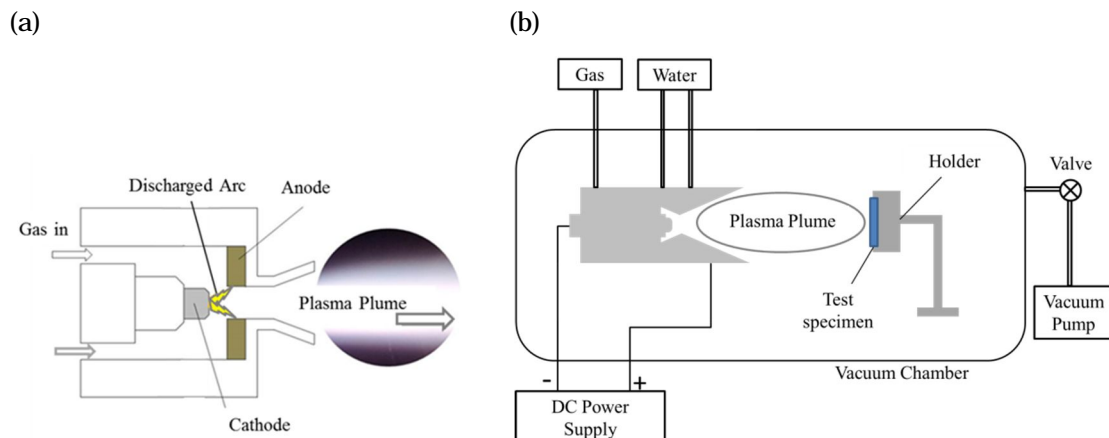 (a)
Discharged Arc
Anode
Gas in
Plasma Plume
Cathode
(b)
Gas
Water
Holder
Valve
Plasma Plume
Test
specimen
Vacuum
Pump
Vacuum Chamber
-
+
DC Power
Supply